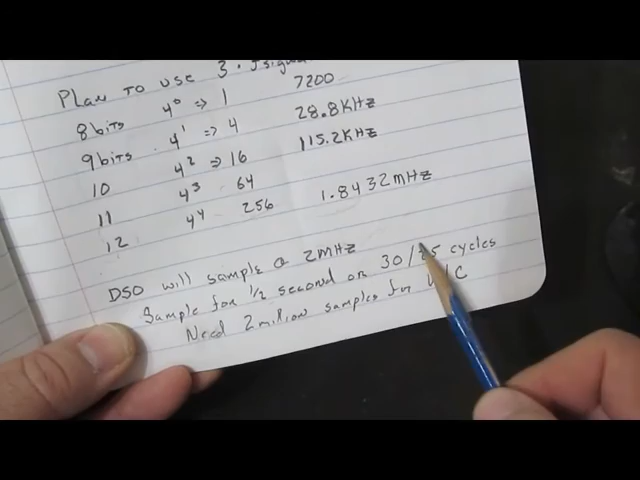 Plan to use 3 • fsignal
8bits 4⁰ => 1 7200
9bits 4¹ => 4 28.8KHz
10 4² => 16 115.2KHz
11 4³ 64
12 4⁴ 256 1.8432mHz
DSO will sample @ 2mHz
Sample for 1/2 second or 30/25 cycles
Need 2 million samples for